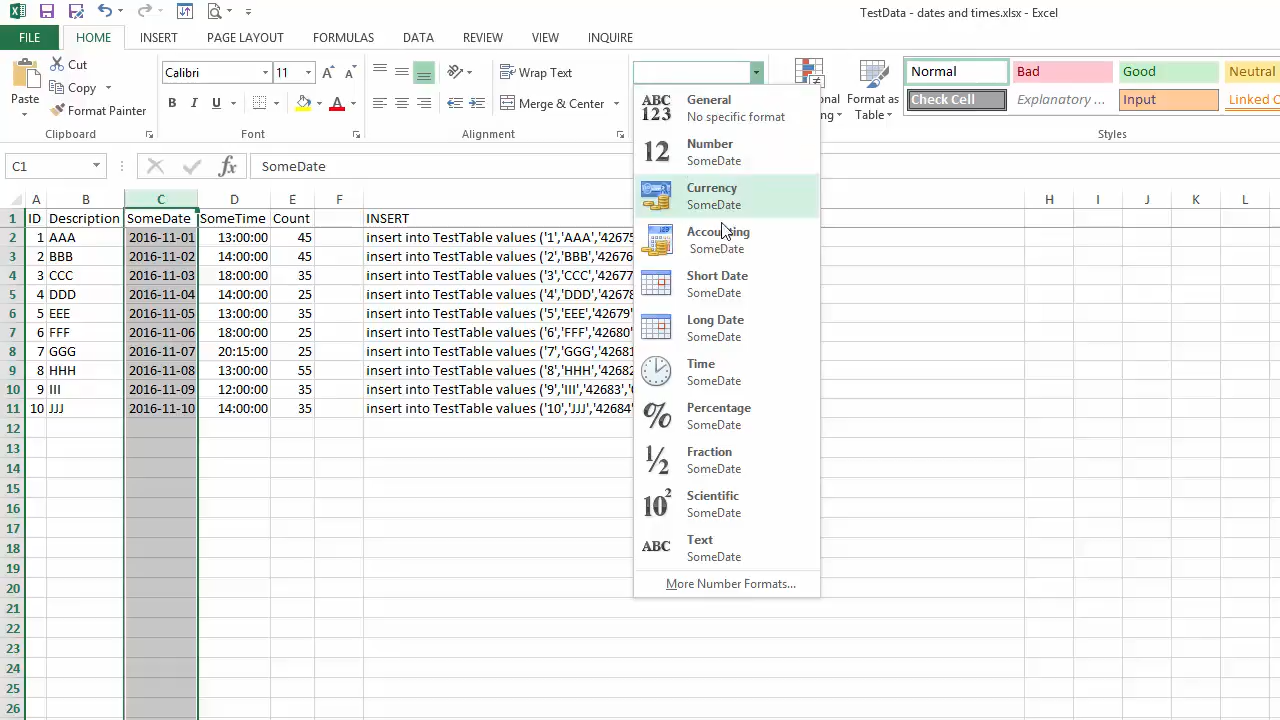 TestData - dates and times.xlsx - Excel
FILE HOME INSERT PAGE LAYOUT FORMULAS DATA REVIEW VIEW INQUIRE
Paste
Cut
Copy
Format Painter
Clipboard
Calibri 11
B I U
Font
Wrap Text
Merge & Center
Alignment
Format as
Table
Normal Bad Good Neutral
Check Cell Explanatory ... Input Linked C
Styles
C1 fx SomeDate
A B C D E F H I J K L
1 ID Description SomeDate SomeTime Count INSERT
2 1 AAA 2016-11-01 13:00:00 45 insert into TestTable values ('1','AAA','42675
3 2 BBB 2016-11-02 14:00:00 45 insert into TestTable values ('2','BBB','42676
4 3 CCC 2016-11-03 18:00:00 35 insert into TestTable values ('3','CCC','42677
5 4 DDD 2016-11-04 14:00:00 25 insert into TestTable values ('4','DDD','42678
6 5 EEE 2016-11-05 13:00:00 35 insert into TestTable values ('5','EEE','42679'
7 6 FFF 2016-11-06 18:00:00 25 insert into TestTable values ('6','FFF','42680'
8 7 GGG 2016-11-07 20:15:00 25 insert into TestTable values ('7','GGG','42681
9 8 HHH 2016-11-08 13:00:00 55 insert into TestTable values ('8','HHH','42682
10 9 III 2016-11-09 12:00:00 35 insert into TestTable values ('9','III','42683'
11 10 JJJ 2016-11-10 14:00:00 35 insert into TestTable values ('10','JJJ','42684'
12
13
14
15
16
17
18
19
20
21
22
23
24
25
26
ABC
123
General
No specific format
12
Number
SomeDate
Currency
SomeDate
Accounting
SomeDate
Short Date
SomeDate
Long Date
SomeDate
Time
SomeDate
%
Percentage
SomeDate
1/2
Fraction
SomeDate
10²
Scientific
SomeDate
ABC
Text
SomeDate
More Number Formats...